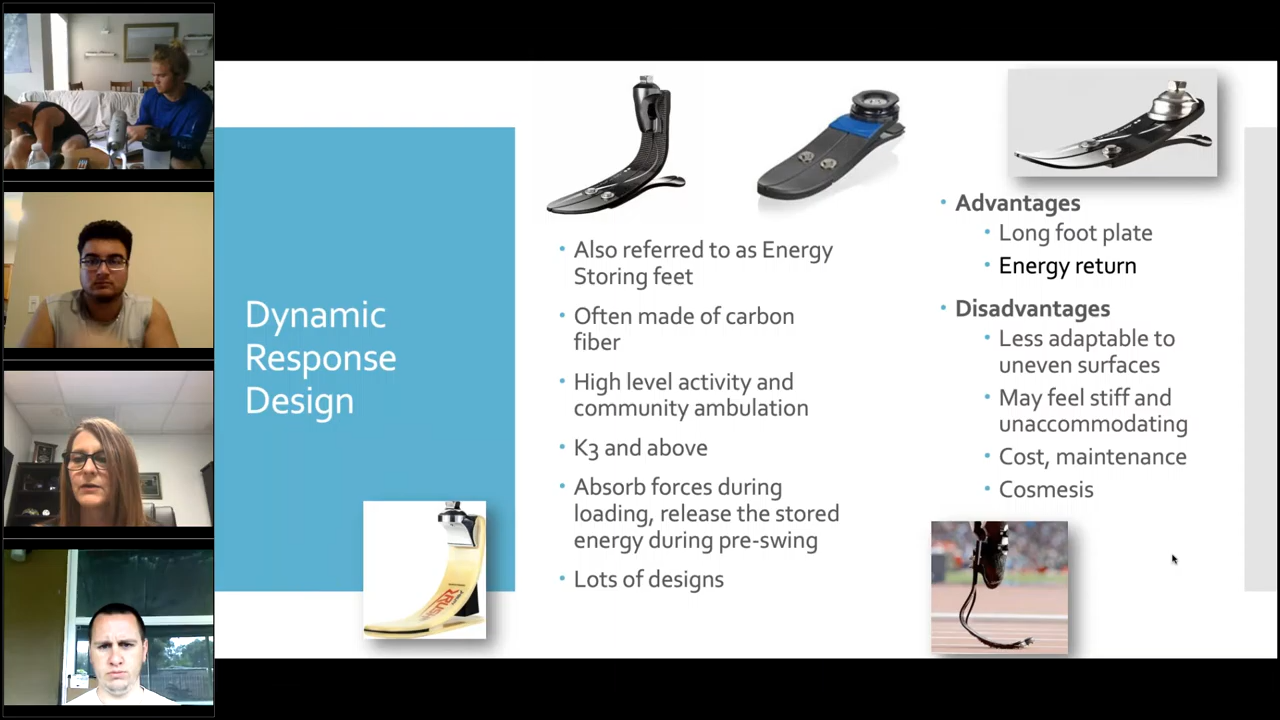 Dynamic
Response
Design
Also referred to as Energy
Storing feet
Often made of carbon
fiber
High level activity and
community ambulation
K3 and above
Absorb forces during
loading, release the stored
energy during pre-swing
Lots of designs
Advantages
Long foot plate
Energy return
Disadvantages
Less adaptable to
uneven surfaces
May feel stiff and
unaccommodating
Cost, maintenance
Cosmesis
RUSH